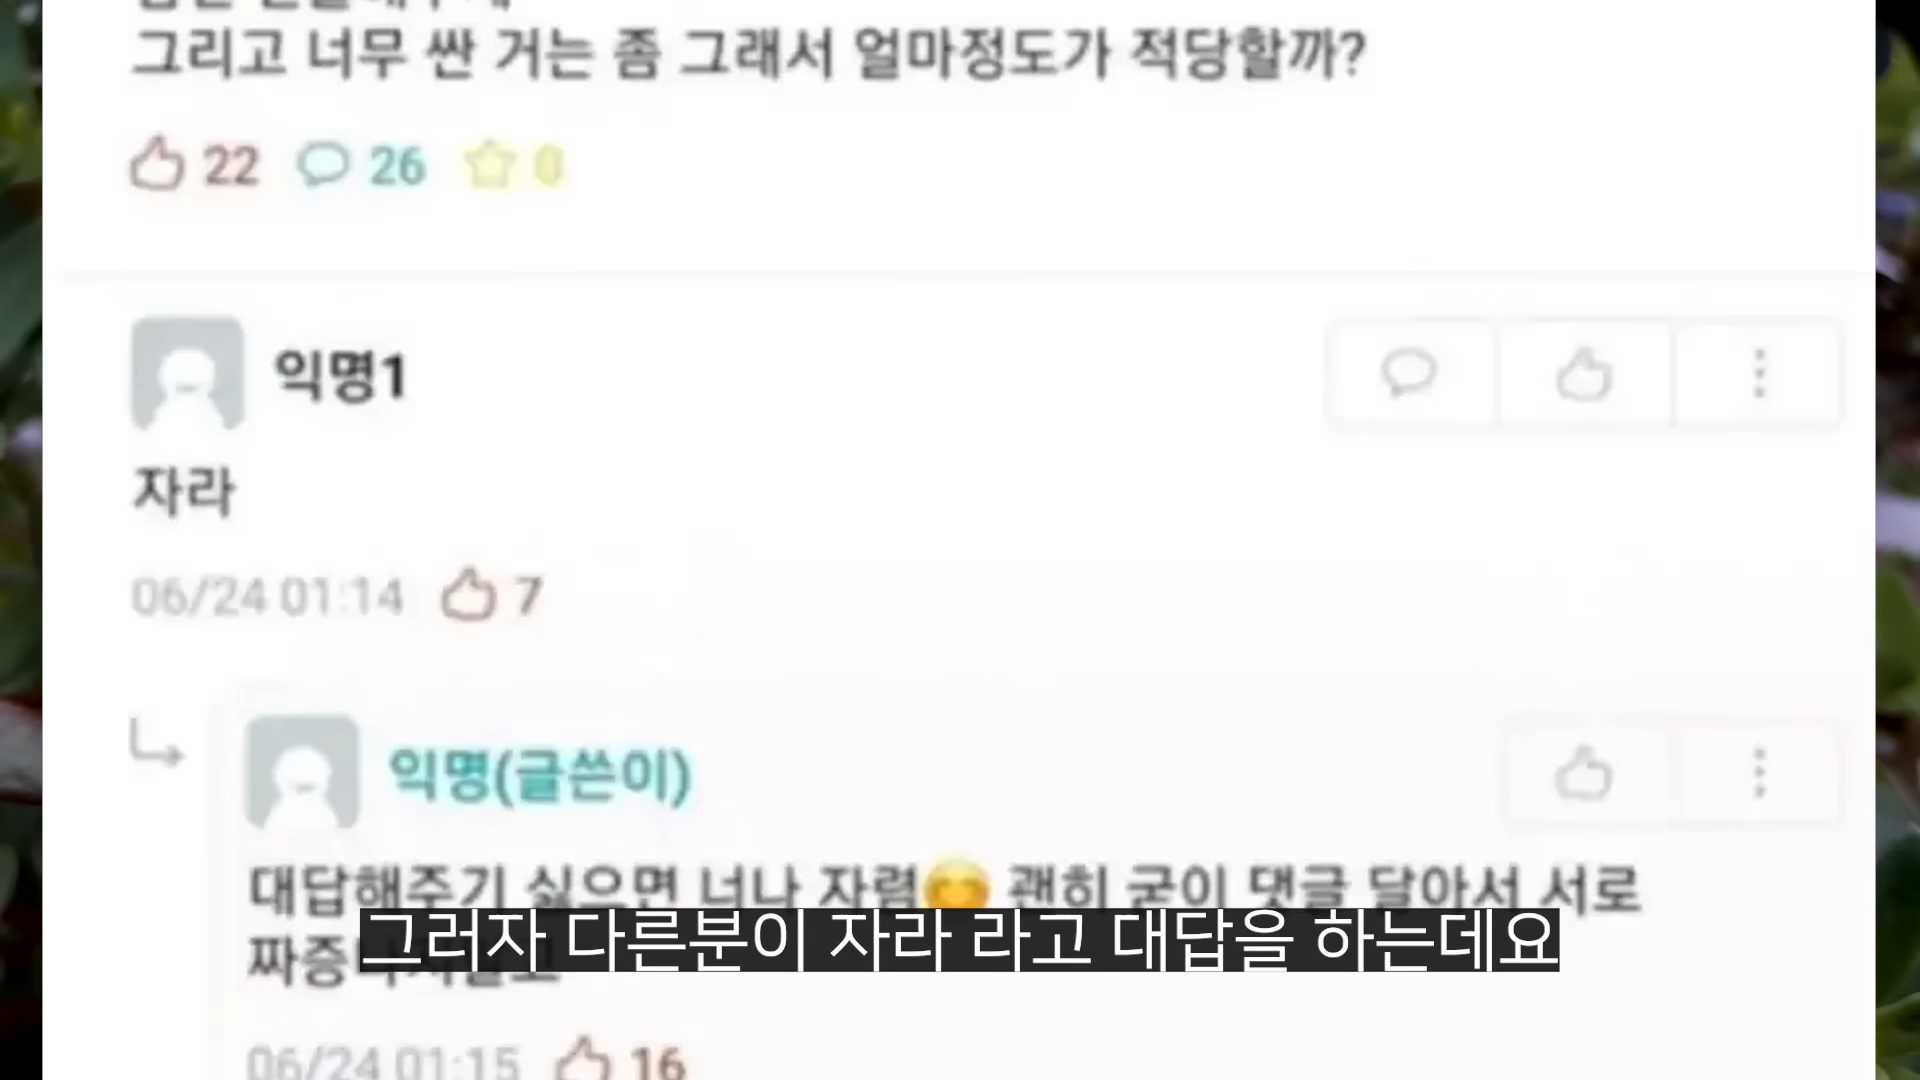 그리고 너무 싼 거는 좀 그래서 얼마정도가 적당할까?
22 26 0
익명1
자라
06/24 01:14 7
익명(글쓴이)
대답해주기 싫으면 너나 자렴😊 괜히 굳이 댓글 달아서 서로
그러자 다른분이 자라 라고 대답을 하는데요
06/24 01:15 16